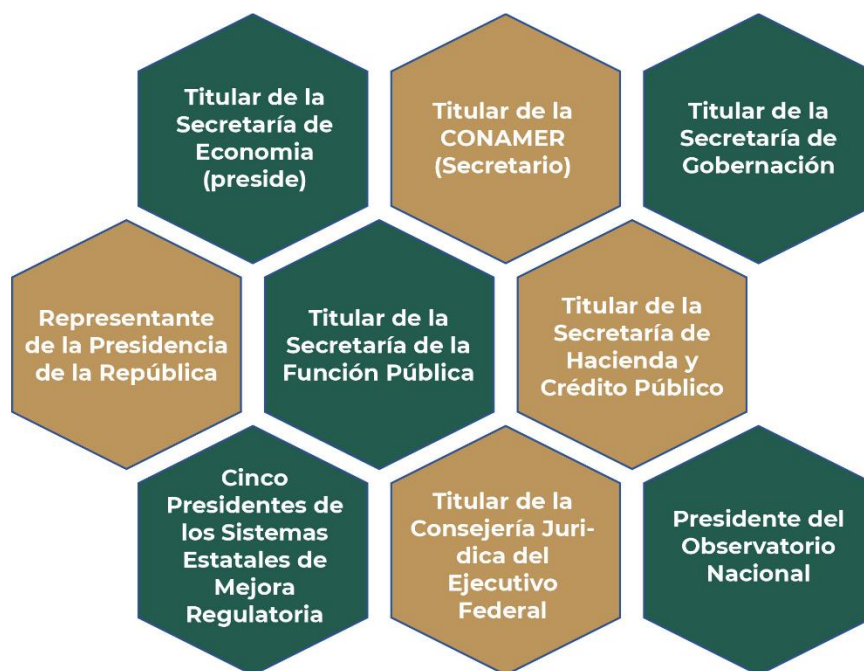 Titular de la
Secretaría de
Economia
(preside)
Titular de la
CONAMER
(Secretario)
Titular de la
Secretaría de
Gobernación
Representante
de la Presidencia
de la República
Titular de la
Secretaría de la
Función Pública
Titular de la
Secretaría de
Hacienda y
Crédito Público
Cinco
Presidentes de
los Sistemas
Estatales de
Mejora
Regulatoria
Titular de la
Consejería Juri-
dica del
Ejecutivo
Federal
Presidente del
Observatorio
Nacional